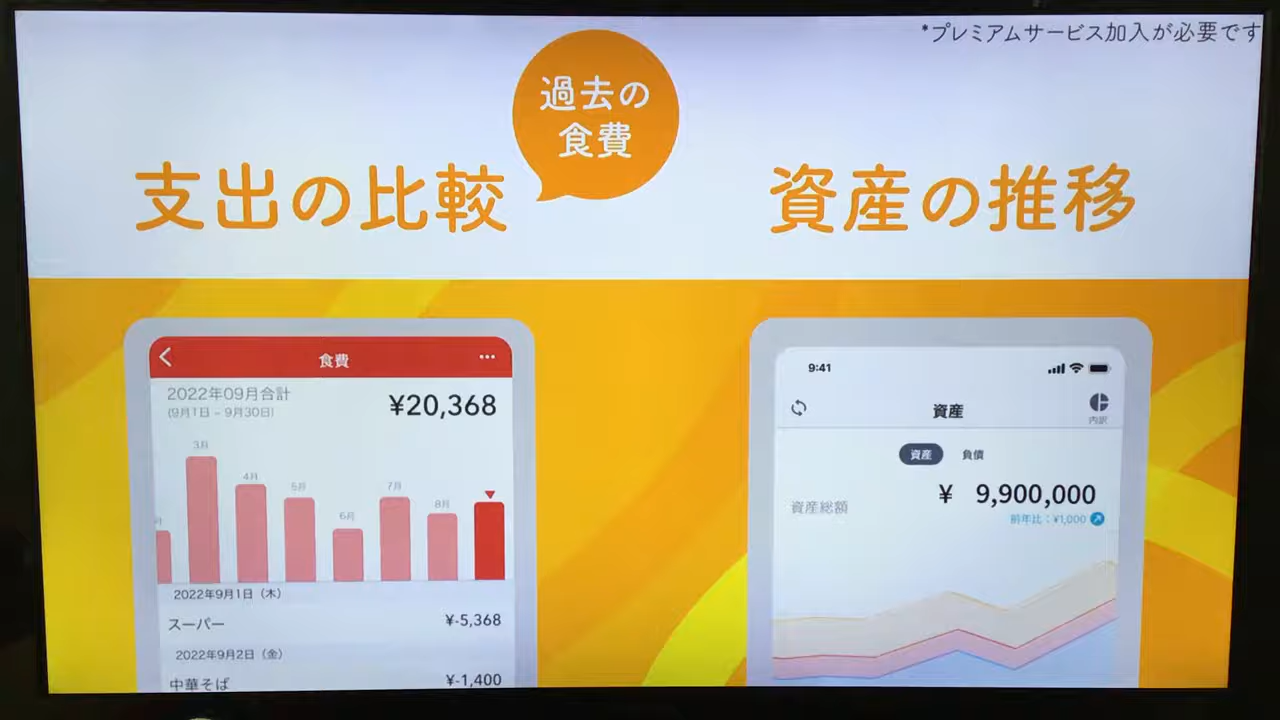 *プレミアムサービス加入が必要です
過去の
食費
支出の比較
資産の推移
食費
2022年09月合計
(9月1日 - 9月30日)
¥20,368
3月
4月
5月
6月
7月
8月
2022年9月1日（木）
スーパー
¥-5,368
2022年9月2日（金）
中華そば
¥-1,400
9:41
資産
内訳
資産
負債
資産総額
¥ 9,900,000
前年比：¥1,000